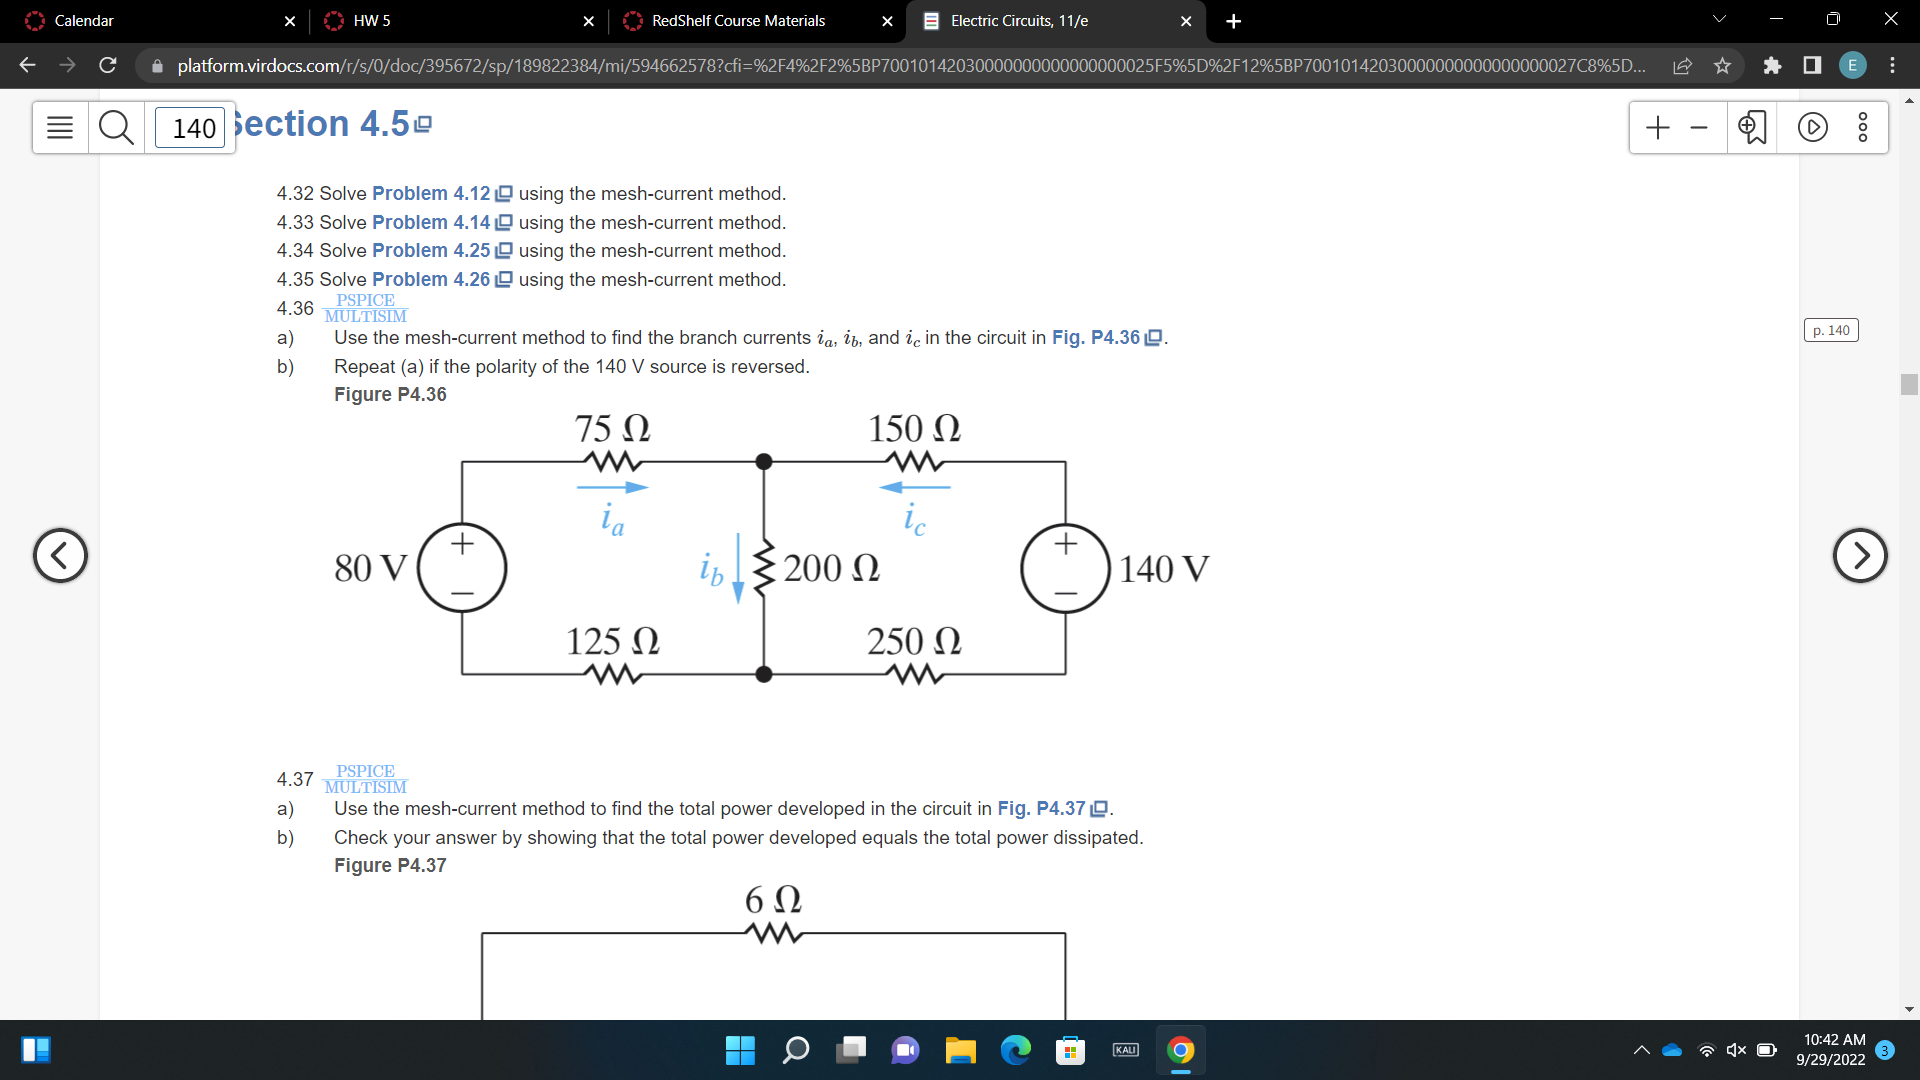 Calendar
HW 5
RedShelf Course Materials
Electric Circuits, 11/e
platform.virdocs.com/r/s/0/doc/395672/sp/189822384/mi/594662578?cfi=%2F4%2F2%5BP70010142030000000000000000025F5%5D%2F12%5BP70010142030000000000000000027C8%5D...
E
140
Section 4.5
4.32 Solve Problem 4.12 using the mesh-current method.
4.33 Solve Problem 4.14 using the mesh-current method.
4.34 Solve Problem 4.25 using the mesh-current method.
4.35 Solve Problem 4.26 using the mesh-current method.
4.36 PSPICE
MULTISIM
a) Use the mesh-current method to find the branch currents iₐ, i_b, and i_c in the circuit in Fig. P4.36.
p. 140
b) Repeat (a) if the polarity of the 140 V source is reversed.
Figure P4.36
75 Ω 150 Ω
iₐ i_c
+ +
80 V i_b 200 Ω 140 V
− −
125 Ω 250 Ω
4.37 PSPICE
MULTISIM
a) Use the mesh-current method to find the total power developed in the circuit in Fig. P4.37.
b) Check your answer by showing that the total power developed equals the total power dissipated.
Figure P4.37
6 Ω
KALI
10:42 AM
9/29/2022
3